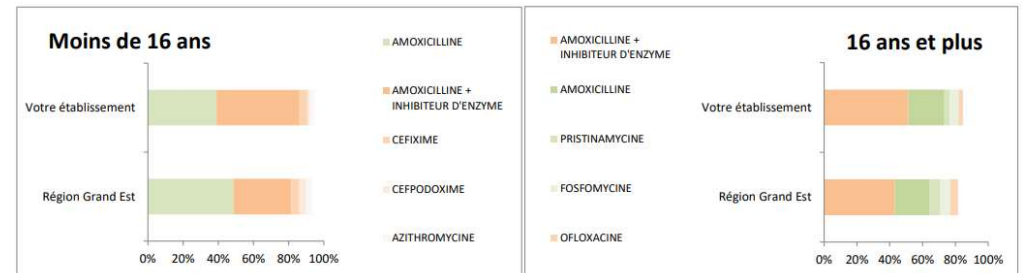 Moins de 16 ans
AMOXICILLINE
AMOXICILLINE +
INHIBITEUR D'ENZYME
CEFIXIME
CEFPODOXIME
AZITHROMYCINE
Votre établissement
Région Grand Est
0% 20% 40% 60% 80% 100%
AMOXICILLINE +
INHIBITEUR D'ENZYME
AMOXICILLINE
PRISTINAMYCINE
FOSFOMYCINE
OFLOXACINE
16 ans et plus
Votre établissement
Région Grand Est
0% 20% 40% 60% 80% 100%